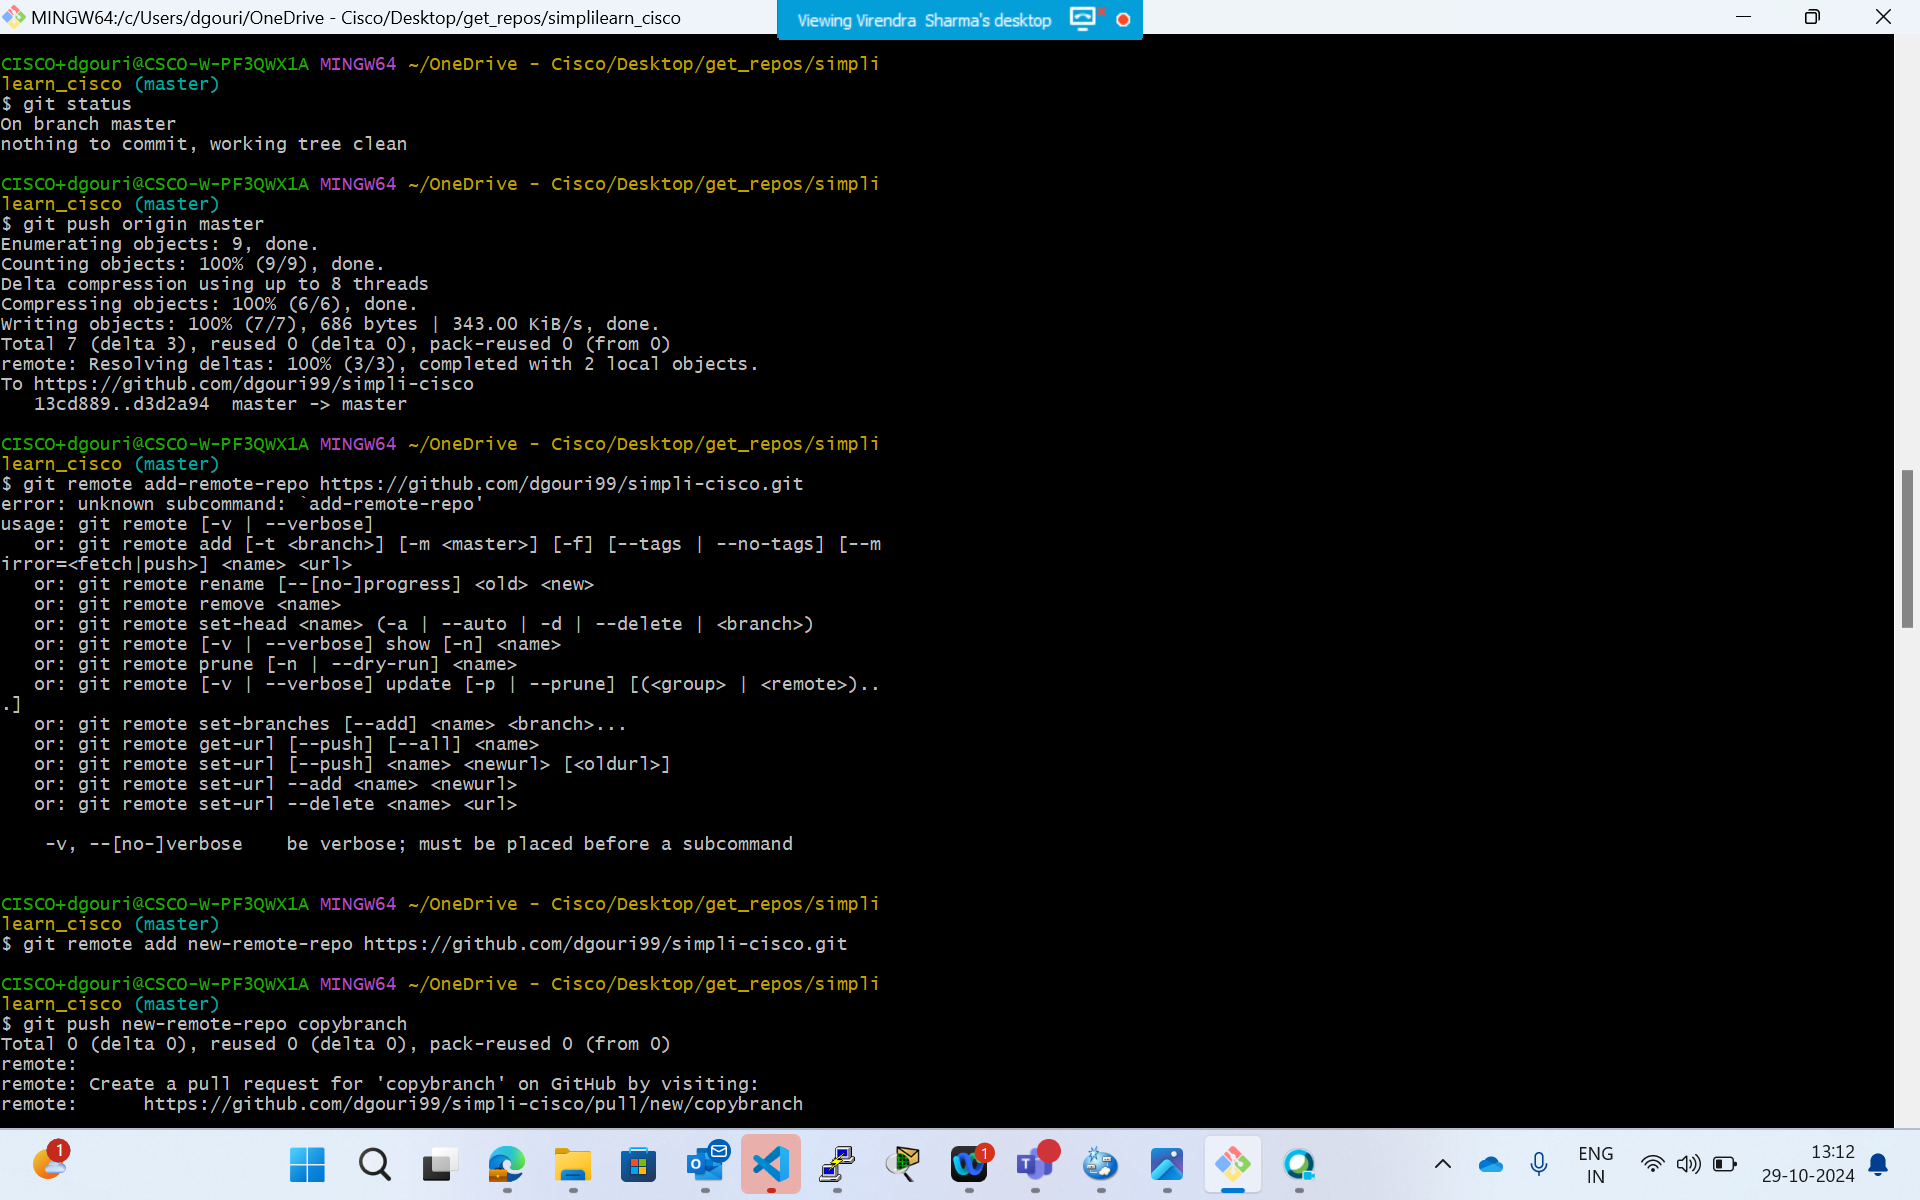 MINGW64:/c/Users/dgouri/OneDrive - Cisco/Desktop/get_repos/simplilearn_cisco
Viewing Virendra Sharma's desktop
CISCO+dgouri@CSCO-W-PF3QWX1A MINGW64 ~/OneDrive - Cisco/Desktop/get_repos/simpli
learn_cisco (master)
$ git status
On branch master
nothing to commit, working tree clean
CISCO+dgouri@CSCO-W-PF3QWX1A MINGW64 ~/OneDrive - Cisco/Desktop/get_repos/simpli
learn_cisco (master)
$ git push origin master
Enumerating objects: 9, done.
Counting objects: 100% (9/9), done.
Delta compression using up to 8 threads
Compressing objects: 100% (6/6), done.
Writing objects: 100% (7/7), 686 bytes | 343.00 KiB/s, done.
Total 7 (delta 3), reused 0 (delta 0), pack-reused 0 (from 0)
remote: Resolving deltas: 100% (3/3), completed with 2 local objects.
To https://github.com/dgouri99/simpli-cisco
   13cd889..d3d2a94  master -> master
CISCO+dgouri@CSCO-W-PF3QWX1A MINGW64 ~/OneDrive - Cisco/Desktop/get_repos/simpli
learn_cisco (master)
$ git remote add-remote-repo https://github.com/dgouri99/simpli-cisco.git
error: unknown subcommand: `add-remote-repo'
usage: git remote [-v | --verbose]
   or: git remote add [-t <branch>] [-m <master>] [-f] [--tags | --no-tags] [--m
irror=<fetch|push>] <name> <url>
   or: git remote rename [--[no-]progress] <old> <new>
   or: git remote remove <name>
   or: git remote set-head <name> (-a | --auto | -d | --delete | <branch>)
   or: git remote [-v | --verbose] show [-n] <name>
   or: git remote prune [-n | --dry-run] <name>
   or: git remote [-v | --verbose] update [-p | --prune] [(<group> | <remote>)..
.]
   or: git remote set-branches [--add] <name> <branch>...
   or: git remote get-url [--push] [--all] <name>
   or: git remote set-url [--push] <name> <newurl> [<oldurl>]
   or: git remote set-url --add <name> <newurl>
   or: git remote set-url --delete <name> <url>
    -v, --[no-]verbose    be verbose; must be placed before a subcommand
CISCO+dgouri@CSCO-W-PF3QWX1A MINGW64 ~/OneDrive - Cisco/Desktop/get_repos/simpli
learn_cisco (master)
$ git remote add new-remote-repo https://github.com/dgouri99/simpli-cisco.git
CISCO+dgouri@CSCO-W-PF3QWX1A MINGW64 ~/OneDrive - Cisco/Desktop/get_repos/simpli
learn_cisco (master)
$ git push new-remote-repo copybranch
Total 0 (delta 0), reused 0 (delta 0), pack-reused 0 (from 0)
remote:
remote: Create a pull request for 'copybranch' on GitHub by visiting:
remote:      https://github.com/dgouri99/simpli-cisco/pull/new/copybranch
1
1
ENG
IN
13:12
29-10-2024